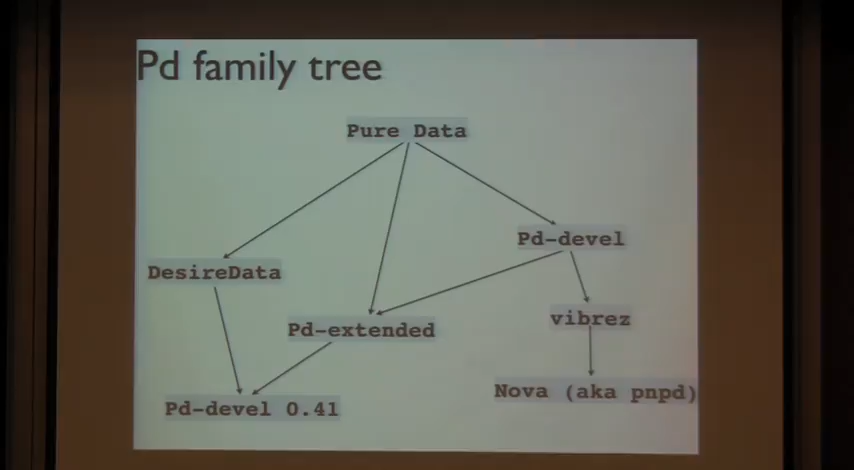 Pd family tree
Pure Data
Pd-devel
DesireData
vibrez
Pd-extended
Nova (aka pnpd)
Pd-devel 0.41